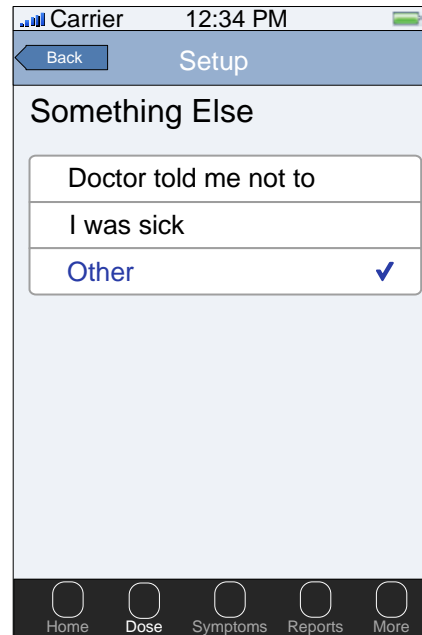 Carrier 12:34 PM
Back Setup
Something Else
Doctor told me not to
I was sick
Other
Home Dose Symptoms Reports More